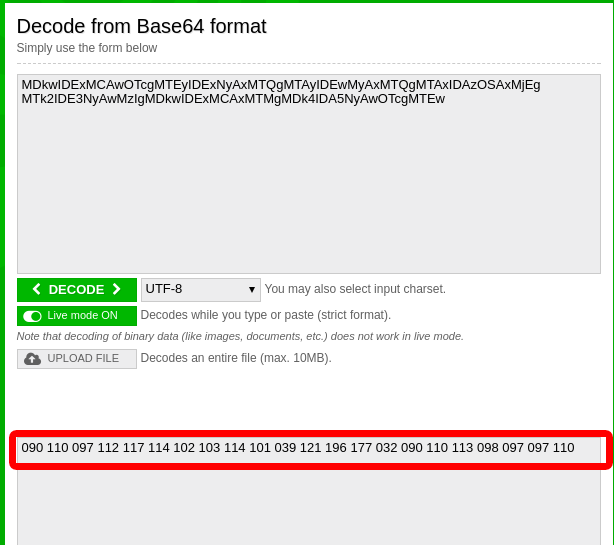 Decode from Base64 format
Simply use the form below
MDkwIDExMCAwOTcgMTEyIDExNyAxMTQgMTAyIDEwMyAxMTQgMTAxIDAzOSAxMjEg
MTk2IDE3NyAwMzIgMDkwIDExMCAxMTMgMDk4IDA5NyAwOTcgMTEw
DECODE UTF-8 You may also select input charset.
Live mode ON Decodes while you type or paste (strict format).
Note that decoding of binary data (like images, documents, etc.) does not work in live mode.
UPLOAD FILE Decodes an entire file (max. 10MB).
090 110 097 112 117 114 102 103 114 101 039 121 196 177 032 090 110 113 098 097 097 110